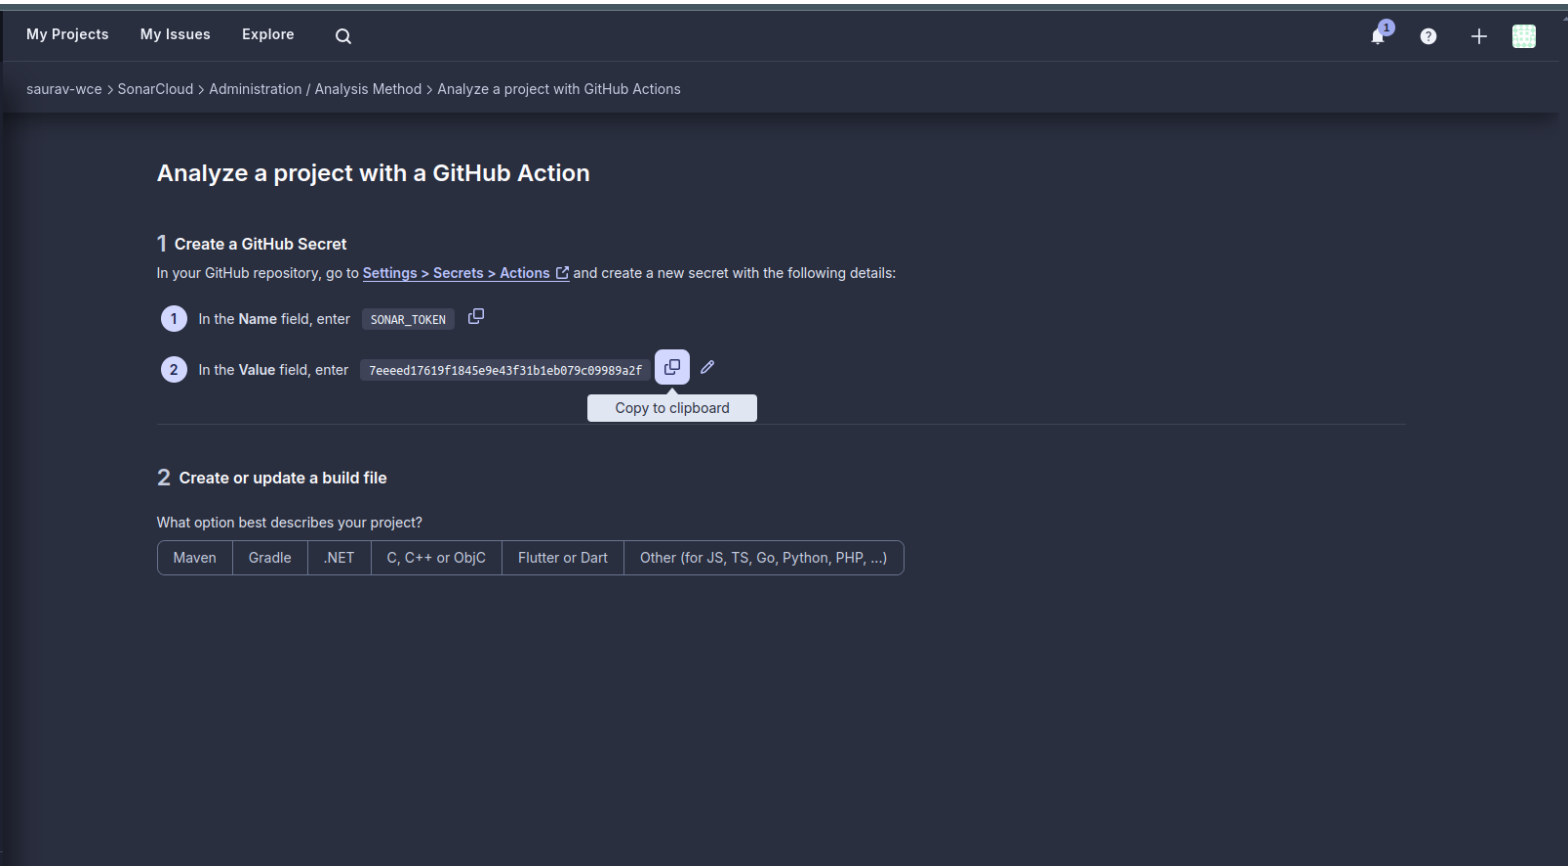 My Projects My Issues Explore 1
saurav-wce > SonarCloud > Administration / Analysis Method > Analyze a project with GitHub Actions
Analyze a project with a GitHub Action
1 Create a GitHub Secret
In your GitHub repository, go to Settings > Secrets > Actions and create a new secret with the following details:
1 In the Name field, enter SONAR_TOKEN
2 In the Value field, enter 7eeeed17619f1845e9e43f31b1eb079c09989a2f
Copy to clipboard
2 Create or update a build file
What option best describes your project?
Maven Gradle .NET C, C++ or ObjC Flutter or Dart Other (for JS, TS, Go, Python, PHP, ...)